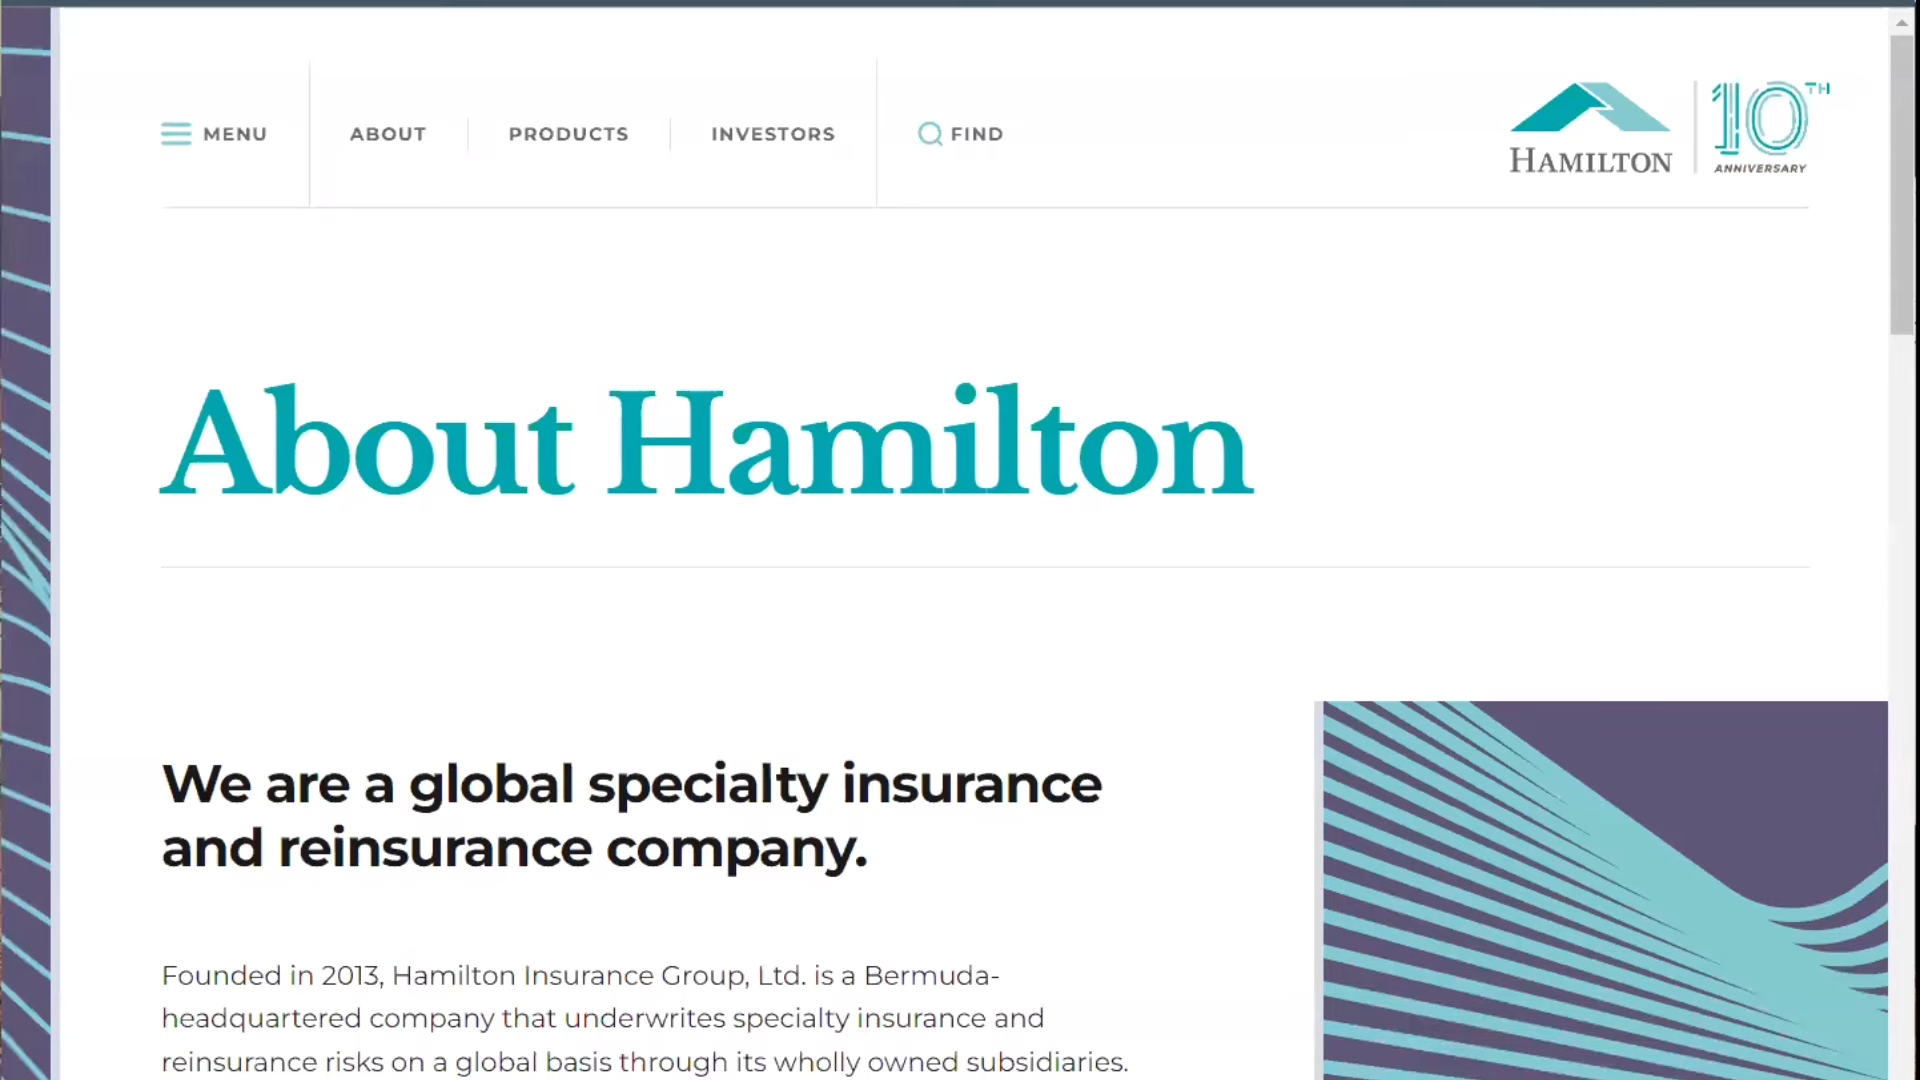 MENU
ABOUT
PRODUCTS
INVESTORS
FIND
HAMILTON
10TH
ANNIVERSARY
About Hamilton
We are a global specialty insurance
and reinsurance company.
Founded in 2013, Hamilton Insurance Group, Ltd. is a Bermuda-
headquartered company that underwrites specialty insurance and
reinsurance risks on a global basis through its wholly owned subsidiaries.